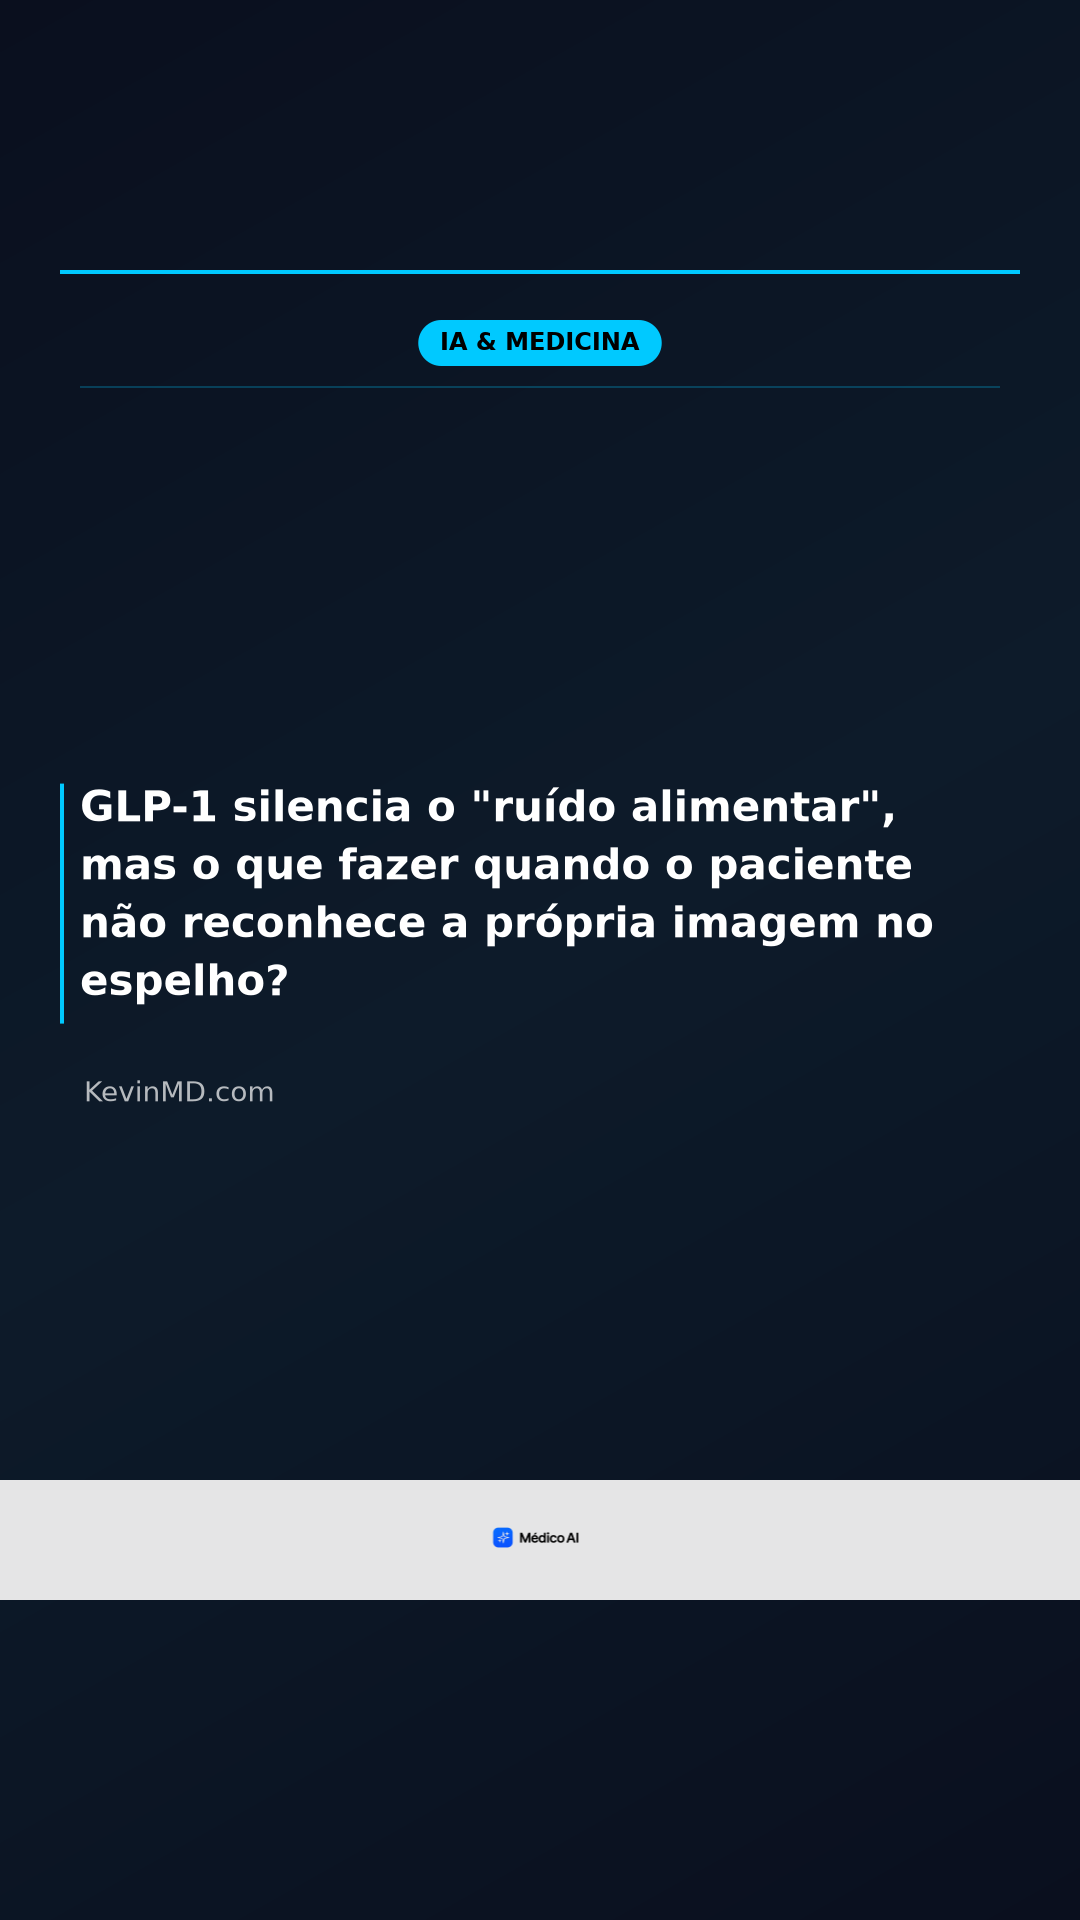 IA & MEDICINA
GLP-1 silencia o "ruído alimentar",
mas o que fazer quando o paciente
não reconhece a própria imagem no
espelho?
KevinMD.com
Médico AI